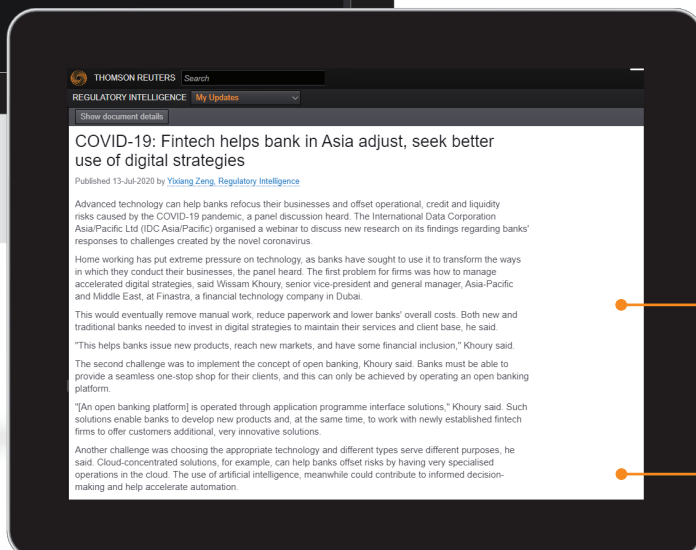 THOMSON REUTERS Search
REGULATORY INTELLIGENCE My Updates
Show document details
COVID-19: Fintech helps bank in Asia adjust, seek better
use of digital strategies
Published 13-Jul-2020 by Yixiang Zeng, Regulatory Intelligence
Advanced technology can help banks refocus their businesses and offset operational, credit and liquidity
risks caused by the COVID-19 pandemic, a panel discussion heard. The International Data Corporation
Asia/Pacific Ltd (IDC Asia/Pacific) organised a webinar to discuss new research on its findings regarding banks'
responses to challenges created by the novel coronavirus.
Home working has put extreme pressure on technology, as banks have sought to use it to transform the ways
in which they conduct their businesses, the panel heard. The first problem for firms was how to manage
accelerated digital strategies, said Wissam Khoury, senior vice-president and general manager, Asia-Pacific
and Middle East, at Finastra, a financial technology company in Dubai.
This would eventually remove manual work, reduce paperwork and lower banks' overall costs. Both new and
traditional banks needed to invest in digital strategies to maintain their services and client base, he said.
"This helps banks issue new products, reach new markets, and have some financial inclusion," Khoury said.
The second challenge was to implement the concept of open banking, Khoury said. Banks must be able to
provide a seamless one-stop shop for their clients, and this can only be achieved by operating an open banking
platform.
"[An open banking platform] is operated through application programme interface solutions," Khoury said. Such
solutions enable banks to develop new products and, at the same time, to work with newly established fintech
firms to offer customers additional, very innovative solutions.
Another challenge was choosing the appropriate technology and different types serve different purposes, he
said. Cloud-concentrated solutions, for example, can help banks offset risks by having very specialised
operations in the cloud. The use of artificial intelligence, meanwhile could contribute to informed decision-
making and help accelerate automation.